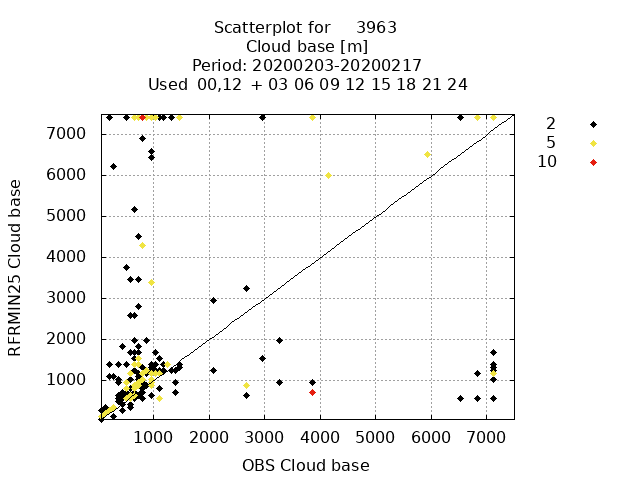 Scatterplot for 3963
Cloud base [m]
Period: 20200203-20200217
Used 00,12 + 03 06 09 12 15 18 21 24
2
5
10
7000
6000
5000
4000
3000
2000
1000
RFRMIN25 Cloud base
1000 2000 3000 4000 5000 6000 7000
OBS Cloud base